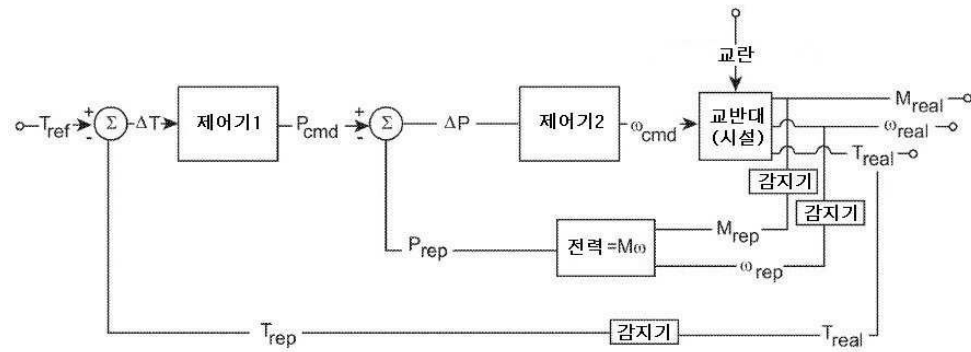 교란
T_ref
+
-
Σ
ΔT
제어기1
P_cmd
+
-
Σ
ΔP
제어기2
ω_cmd
교반대
(시설)
M_real
ω_real
T_real
감지기
감지기
P_rep
전력=Mω
M_rep
ω_rep
T_rep
감지기
T_real